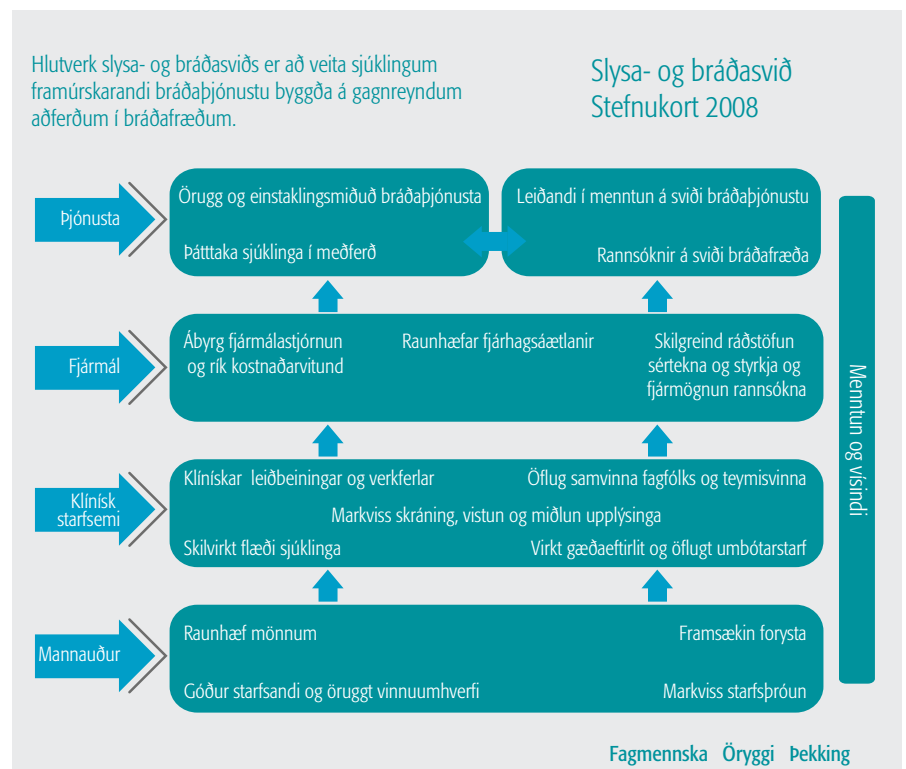 Hlutverk slysa- og bráðasviðs er að veita sjúklingum
framúrskarandi bráðaþjónustu byggða á gagnreyndum
aðferðum í bráðafræðum.
Slysa- og bráðasvið
Stefnukort 2008
Þjónusta
Örugg og einstaklingsmiðuð bráðaþjónusta
Þátttaka sjúklinga í meðferð
Leiðandi í menntun á sviði bráðaþjónustu
Rannsóknir á sviði bráðafræða
Fjármál
Ábyrg fjármálastjórnun
og rík kostnaðarvitund
Raunhæfar fjárhagsáætlanir
Skilgreind ráðstöfun
sértekna og styrkja og
fjármögnun rannsókna
Klínísk
starfsemi
Klínískar leiðbeiningar og verkferlar
Öflug samvinna fagfólks og teymisvinna
Markviss skráning, vistun og miðlun upplýsinga
Skilvirkt flæði sjúklinga
Virkt gæðaeftirlit og öflugt umbótarstarf
Mannauður
Raunhæf mönnum
Framsækin forysta
Góður starfsandi og öruggt vinnuumhverfi
Markviss starfsþróun
Menntun og vísindi
Fagmennska Öryggi Þekking